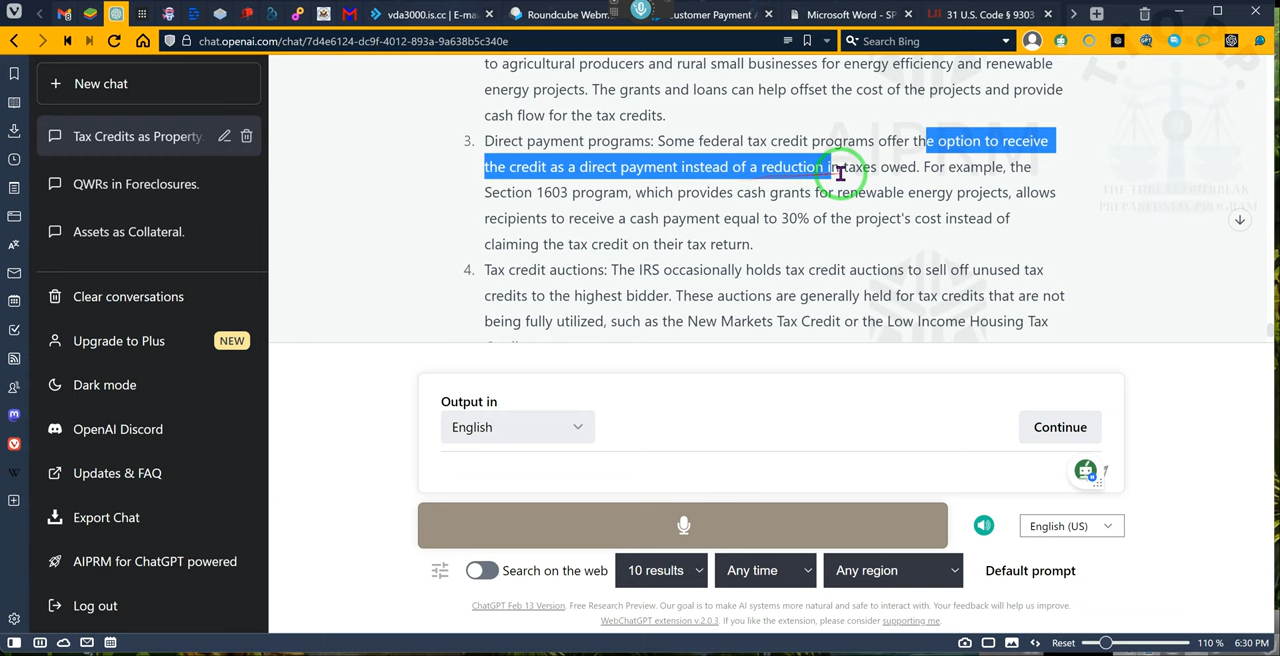 vda3000.is.cc | E-mai
Roundcube Webm
ustomer Payment A
Microsoft Word - SP
31 U.S. Code § 9303
chat.openai.com/chat/7d4e6124-dc9f-4012-893a-9a638b5c340e
Search Bing
New chat
Tax Credits as Property.
QWRs in Foreclosures.
Assets as Collateral.
Clear conversations
Upgrade to Plus
NEW
Dark mode
OpenAI Discord
Updates & FAQ
Export Chat
AIPRM for ChatGPT powered
Log out
to agricultural producers and rural small businesses for energy efficiency and renewable
energy projects. The grants and loans can help offset the cost of the projects and provide
cash flow for the tax credits.
3. Direct payment programs: Some federal tax credit programs offer the option to receive
the credit as a direct payment instead of a reduction in taxes owed. For example, the
Section 1603 program, which provides cash grants for renewable energy projects, allows
recipients to receive a cash payment equal to 30% of the project's cost instead of
claiming the tax credit on their tax return.
4. Tax credit auctions: The IRS occasionally holds tax credit auctions to sell off unused tax
credits to the highest bidder. These auctions are generally held for tax credits that are not
being fully utilized, such as the New Markets Tax Credit or the Low Income Housing Tax
AIPRM
THE THREAT OUTBREAK
PREPAREDNESS PROGRAM
Output in
English
Continue
English (US)
Search on the web
10 results
Any time
Any region
Default prompt
ChatGPT Feb 13 Version. Free Research Preview. Our goal is to make AI systems more natural and safe to interact with. Your feedback will help us improve.
WebChatGPT extension v.2.0.3. If you like the extension, please consider supporting me.
Reset
110 %
6:30 PM